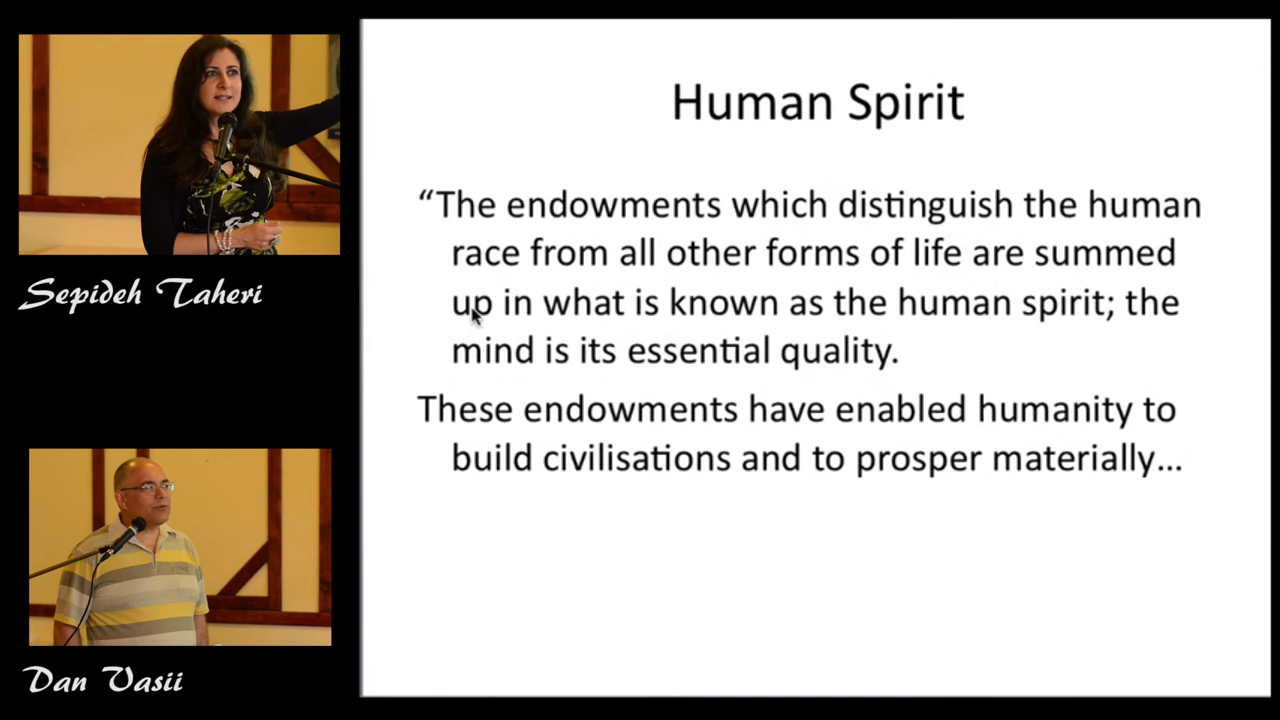 Sepideh Taheri
Dan Vasii
Human Spirit
“The endowments which distinguish the human
race from all other forms of life are summed
up in what is known as the human spirit; the
mind is its essential quality.
These endowments have enabled humanity to
build civilisations and to prosper materially...